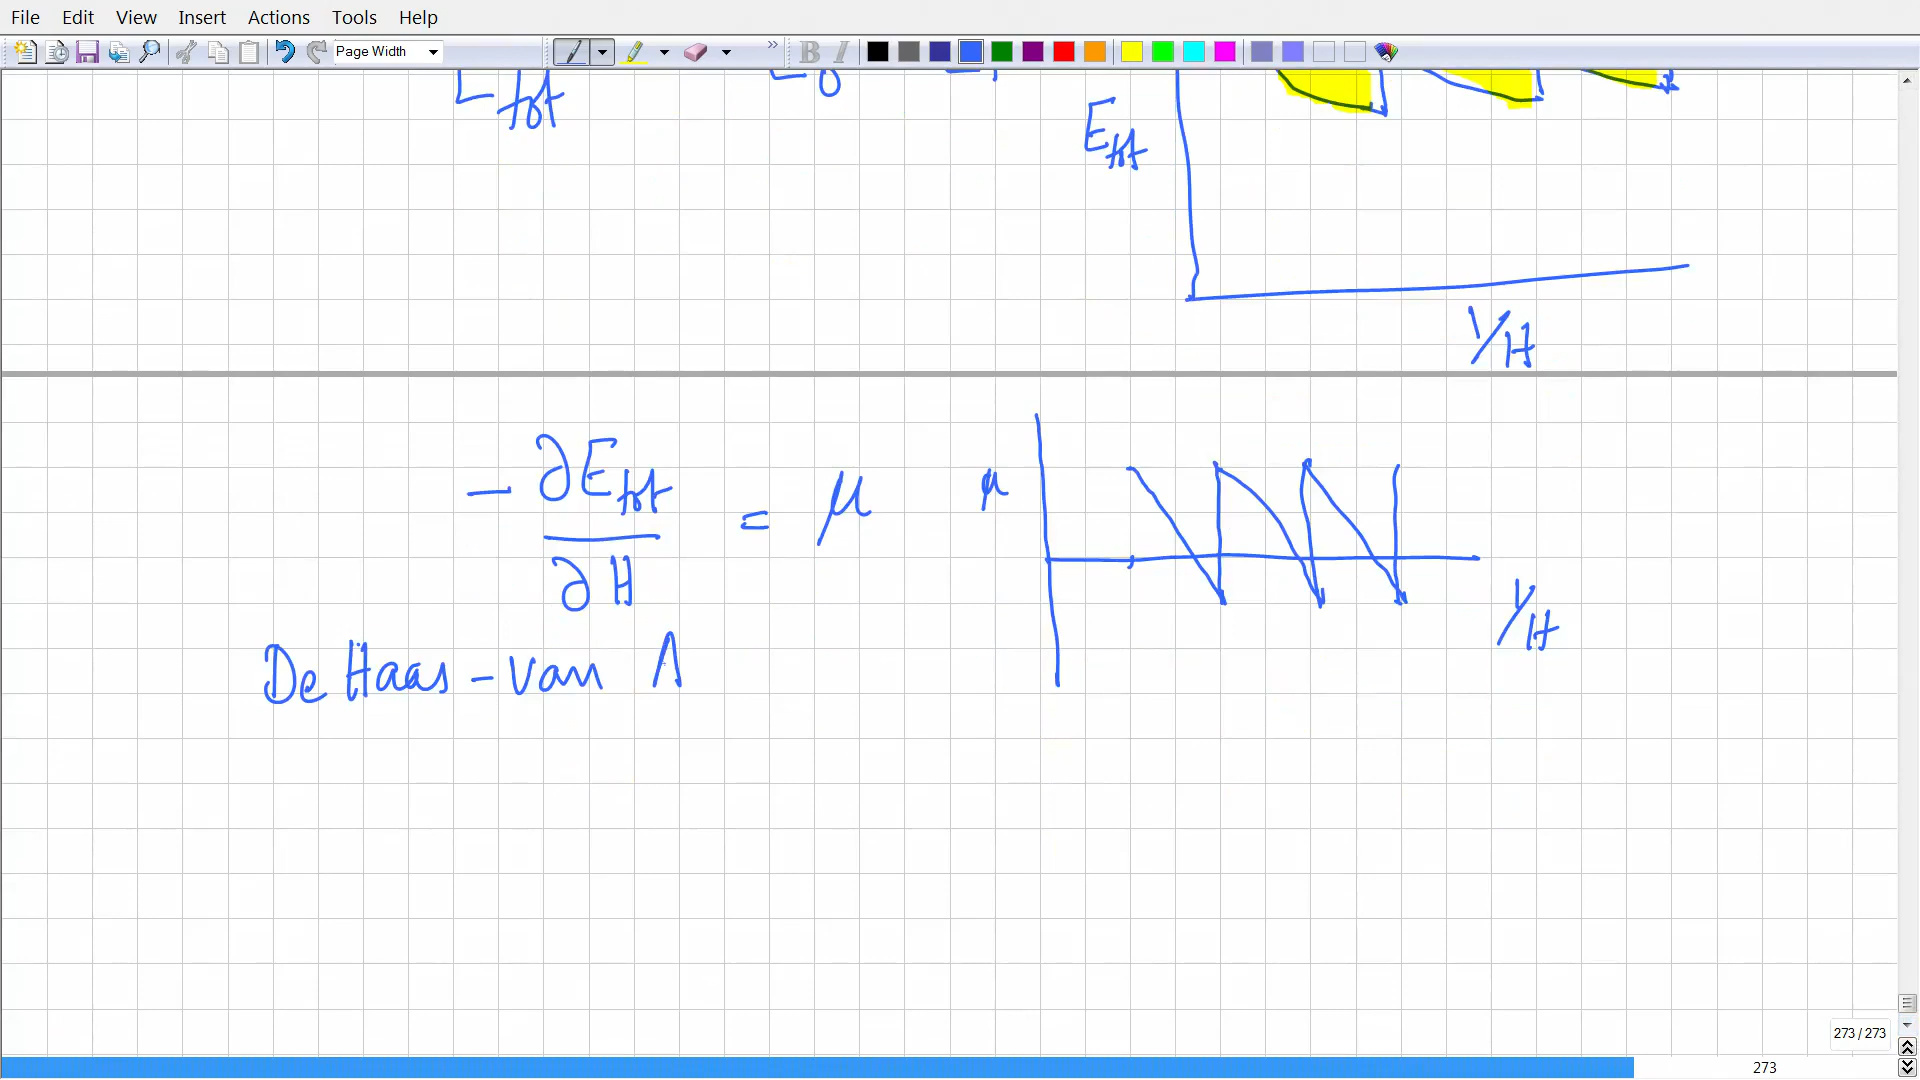 File Edit View Insert Actions Tools Help
Page Width B I
E_tot
E_tot
1/H
- ∂E_tot / ∂H = μ
μ
1/H
De Haas - van A
273 / 273
273